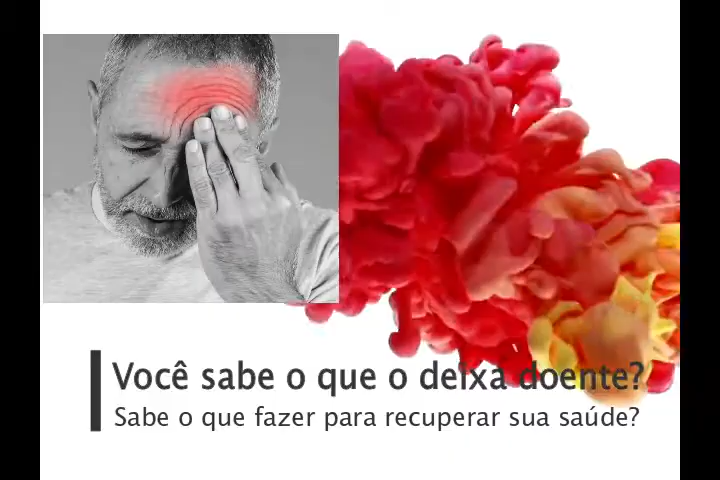 Você sabe o que o deixa doente?
Sabe o que fazer para recuperar sua saúde?